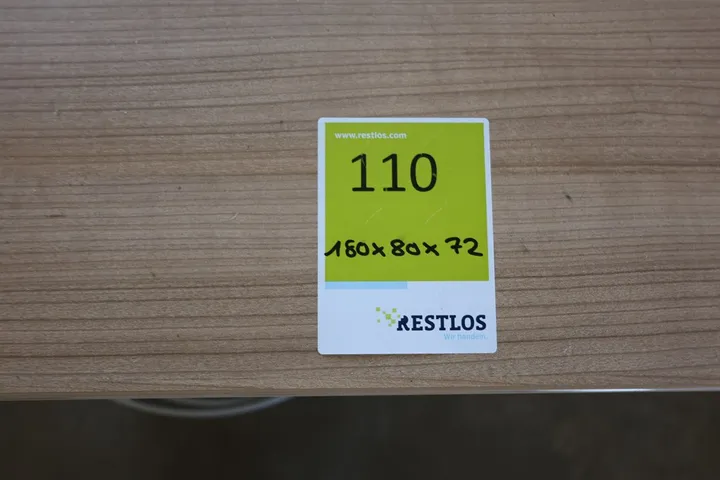 www.restlos.com
110
180x80x72
RESTLOS
Wir handeln.